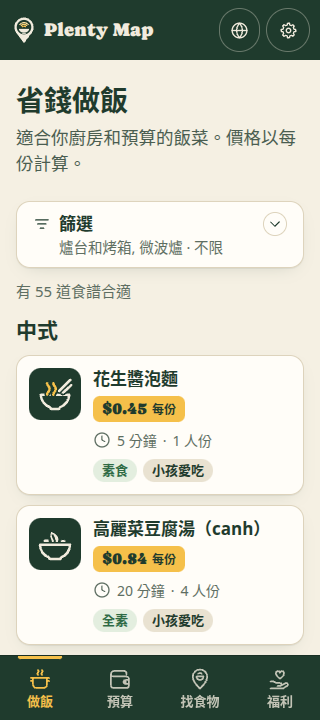 Plenty Map
省錢做飯
適合你廚房和預算的飯菜。價格以每
份計算。
篩選
爐台和烤箱, 微波爐 · 不限
有 55 道食譜合適
中式
花生醬泡麵
$0.45 每份
5 分鐘 · 1 人份
素食 小孩愛吃
高麗菜豆腐湯（canh）
$0.84 每份
20 分鐘 · 4 人份
全素 小孩愛吃
做飯 預算 找食物 福利